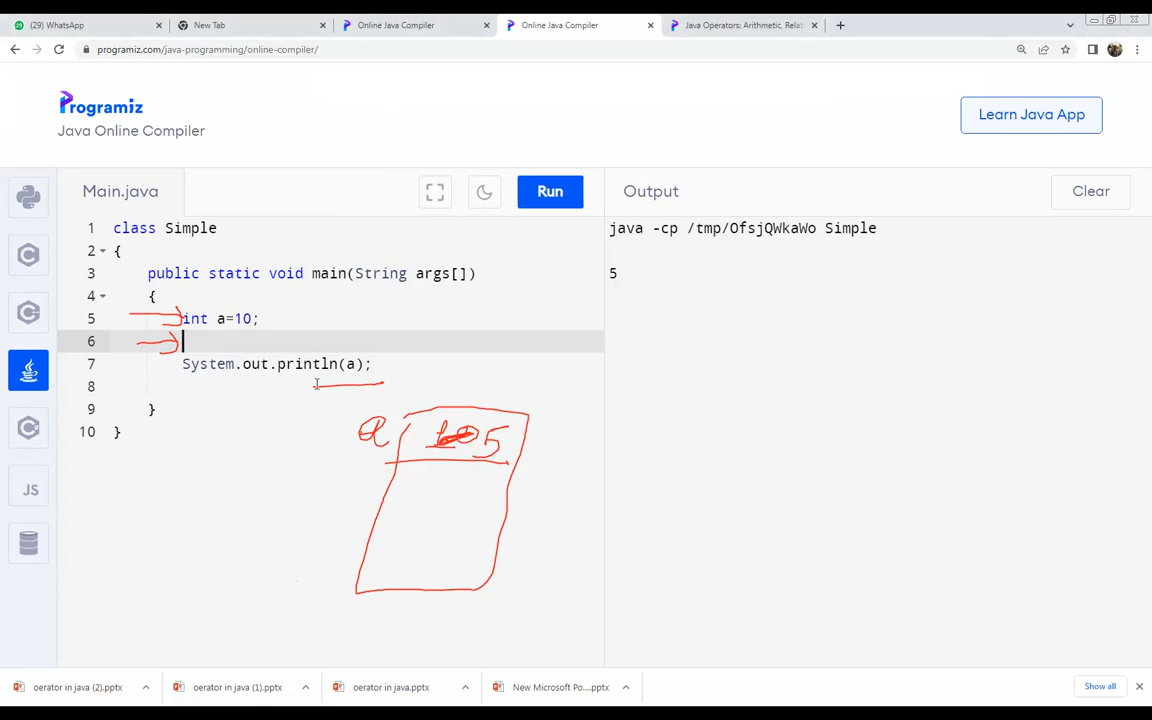 (29) WhatsApp
New Tab
Online Java Compiler
Online Java Compiler
Java Operators: Arithmetic, Relat
programiz.com/java-programming/online-compiler/
Programiz
Java Online Compiler
Learn Java App
Main.java
Run
Output
Clear
1 class Simple
2 {
3 public static void main(String args[])
4 {
5 int a=10;
6
7 System.out.println(a);
8
9 }
10 }
java -cp /tmp/OfsjQWkaWo Simple
5
a 10 5
JS
oerator in java (2).pptx
oerator in java (1).pptx
oerator in java.pptx
New Microsoft Po....pptx
Show all